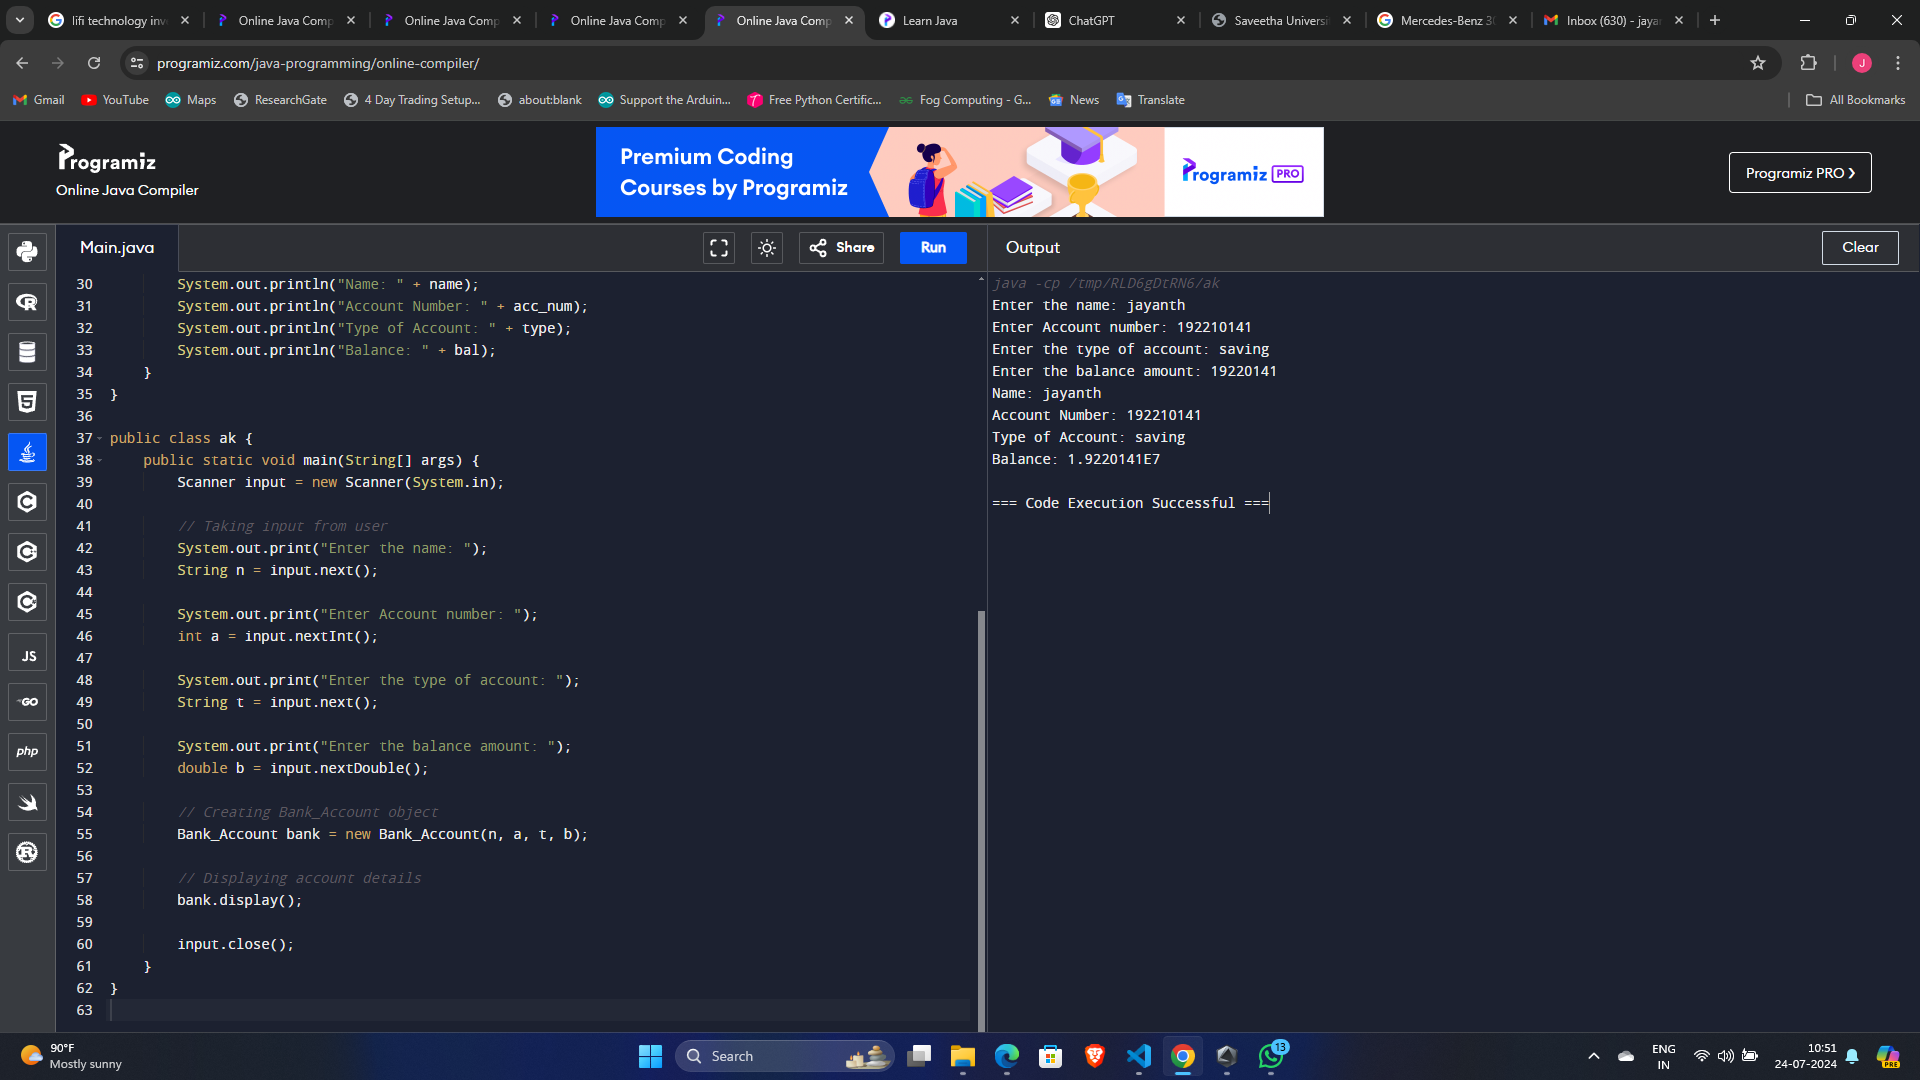 lifi technology inv
Online Java Comp
Online Java Comp
Online Java Comp
Online Java Comp
Learn Java
ChatGPT
Saveetha Universi
Mercedes-Benz 30
Inbox (630) - jaya
programiz.com/java-programming/online-compiler/
J
Gmail
YouTube
Maps
ResearchGate
4 Day Trading Setup...
about:blank
Support the Arduin...
Free Python Certific...
Fog Computing - G...
News
Translate
All Bookmarks
Programiz
Online Java Compiler
Premium Coding
Courses by Programiz
Programiz PRO
Programiz PRO
Main.java
Share
Run
Output
Clear
30 System.out.println("Name: " + name);
31 System.out.println("Account Number: " + acc_num);
32 System.out.println("Type of Account: " + type);
33 System.out.println("Balance: " + bal);
34 }
35 }
36
37 public class ak {
38 public static void main(String[] args) {
39 Scanner input = new Scanner(System.in);
40
41 // Taking input from user
42 System.out.print("Enter the name: ");
43 String n = input.next();
44
45 System.out.print("Enter Account number: ");
46 int a = input.nextInt();
47
48 System.out.print("Enter the type of account: ");
49 String t = input.next();
50
51 System.out.print("Enter the balance amount: ");
52 double b = input.nextDouble();
53
54 // Creating Bank_Account object
55 Bank_Account bank = new Bank_Account(n, a, t, b);
56
57 // Displaying account details
58 bank.display();
59
60 input.close();
61 }
62 }
63
java -cp /tmp/RLD6gDtRN6/ak
Enter the name: jayanth
Enter Account number: 192210141
Enter the type of account: saving
Enter the balance amount: 19220141
Name: jayanth
Account Number: 192210141
Type of Account: saving
Balance: 1.9220141E7
=== Code Execution Successful ===
JS
GO
php
90°F
Mostly sunny
Search
13
ENG
IN
10:51
24-07-2024
PRE